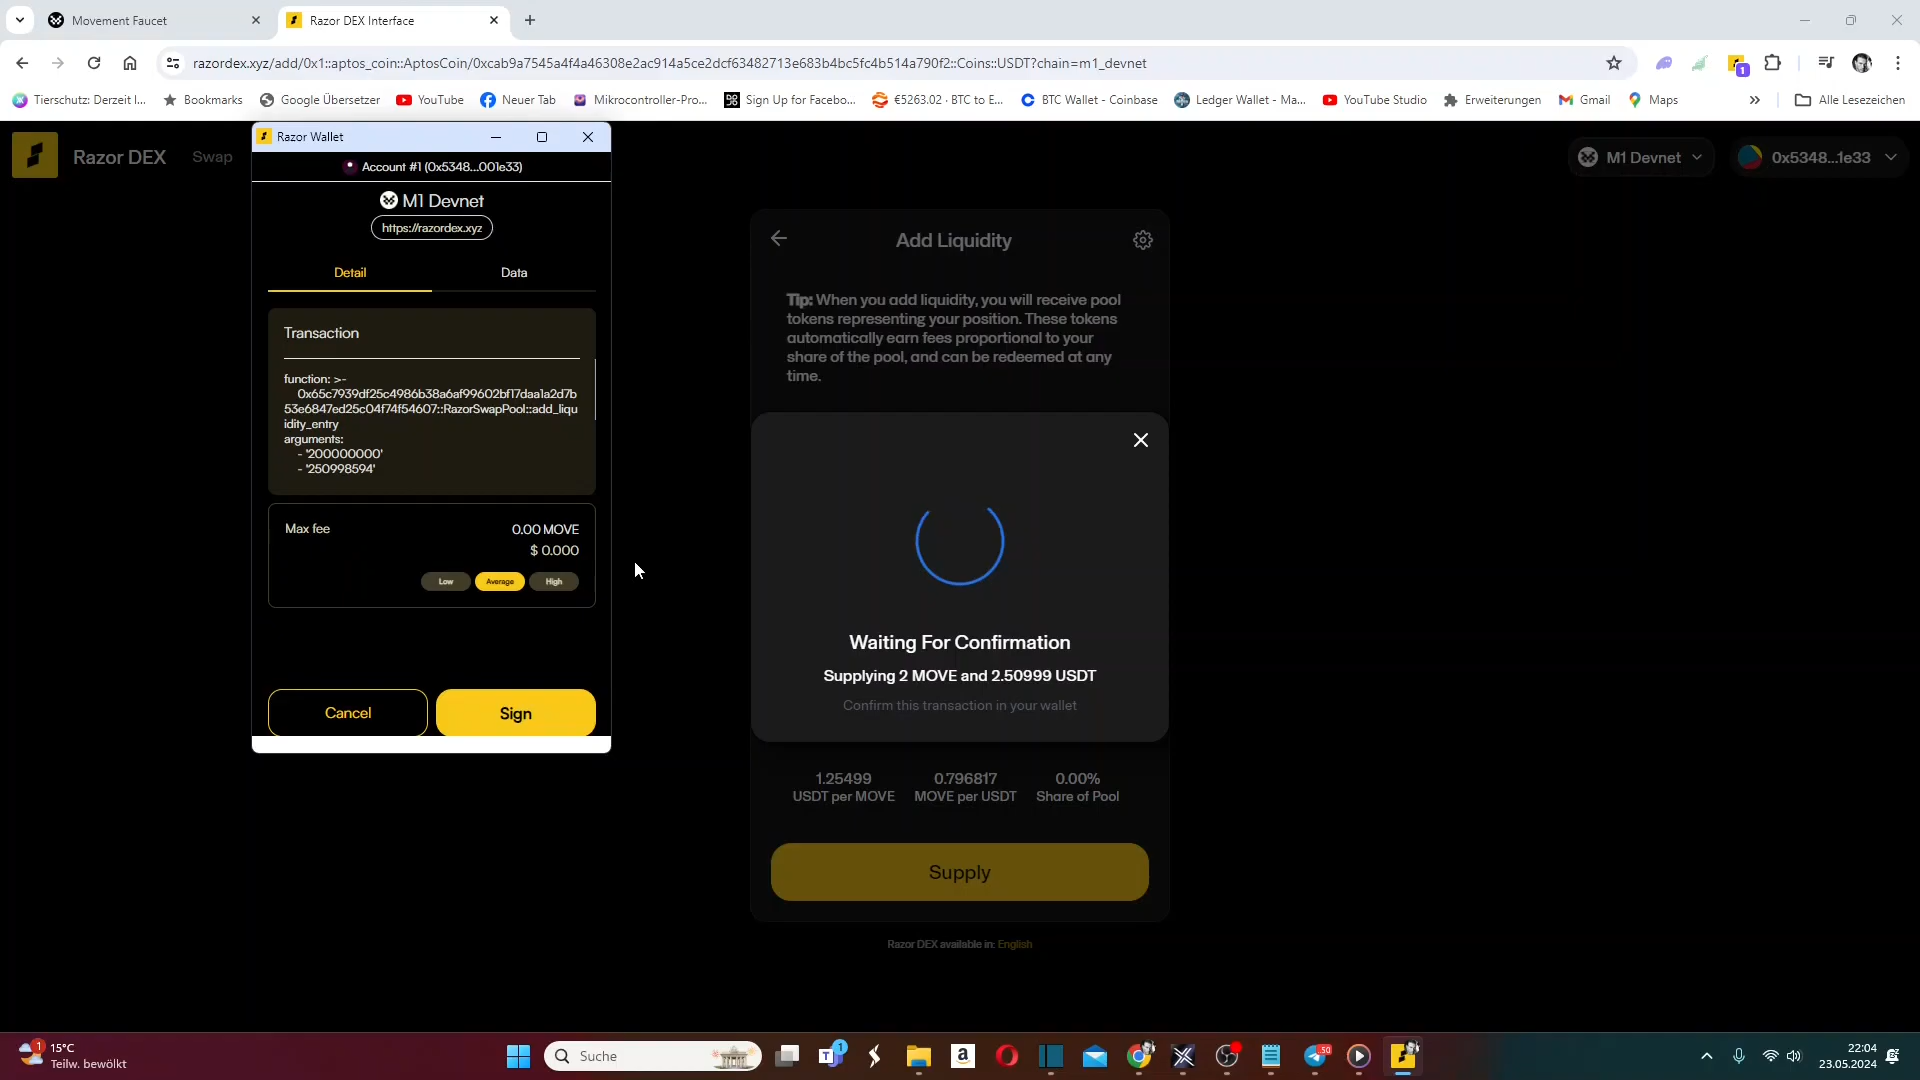 Movement Faucet
Razor DEX Interface
razordex.xyz/add/0x1::aptos_coin::AptosCoin/0xcab9a7545a4f4a46308e2ac914a5ce2dcf63482713e683b4bc5fc4b514a790f2::Coins::USDT?chain=m1_devnet
1
Tierschutz: Derzeit l...
Bookmarks
Google Übersetzer
YouTube
Neuer Tab
Mikrocontroller-Pro...
Sign Up for Facebo...
€5263.02 · BTC to E...
BTC Wallet - Coinbase
Ledger Wallet - Ma...
YouTube Studio
Erweiterungen
Gmail
Maps
Alle Lesezeichen
Razor DEX
Swap
M1 Devnet
0x5348...1e33
Razor Wallet
Account #1 (0x5348...001e33)
M1 Devnet
https://razordex.xyz
Detail
Data
Transaction
function: >-
0x65c7939df25c4986b38a6af99602bf17daa1a2d7b
53e6847ed25c04f74f54607::RazorSwapPool::add_liqu
idity_entry
arguments:
- '200000000'
- '250998594'
Max fee
0.00 MOVE
$ 0.000
Low
Average
High
Cancel
Sign
Add Liquidity
Tip: When you add liquidity, you will receive pool
tokens representing your position. These tokens
automatically earn fees proportional to your
share of the pool, and can be redeemed at any
time.
Waiting For Confirmation
Supplying 2 MOVE and 2.50999 USDT
Confirm this transaction in your wallet
1.25499
USDT per MOVE
0.796817
MOVE per USDT
0.00%
Share of Pool
Supply
Razor DEX available in: English
1
15°C
Teilw. bewölkt
Suche
1
50
22:04
23.05.2024